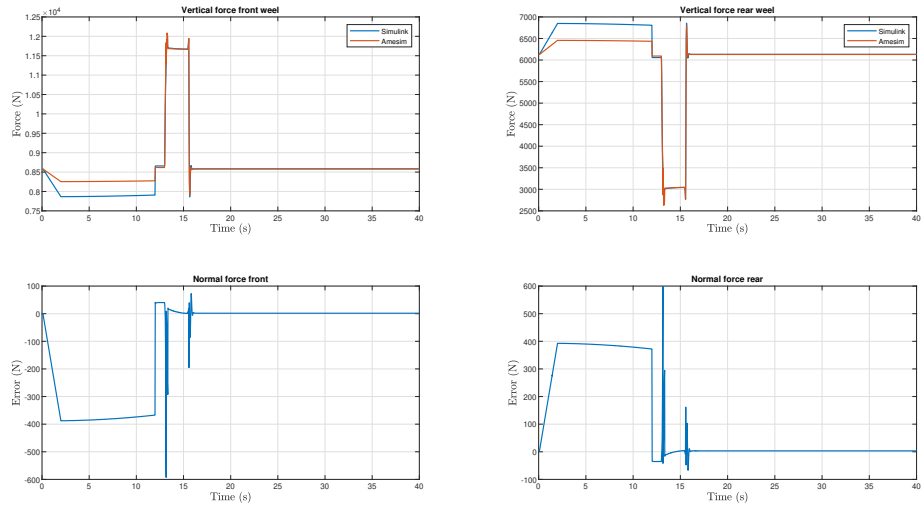 Vertical force front weel
×10⁴
1.25
1.2
1.15
1.1
1.05
1
0.95
0.9
0.85
0.8
0.75
Force (N)
0 5 10 15 20 25 30 35 40
Time (s)
Simulink
Amesim
Vertical force rear weel
7000
6500
6000
5500
5000
4500
4000
3500
3000
2500
Force (N)
0 5 10 15 20 25 30 35 40
Time (s)
Simulink
Amesim
Normal force front
100
0
-100
-200
-300
-400
-500
-600
Error (N)
0 5 10 15 20 25 30 35 40
Time (s)
Normal force rear
600
500
400
300
200
100
0
-100
Error (N)
0 5 10 15 20 25 30 35 40
Time (s)